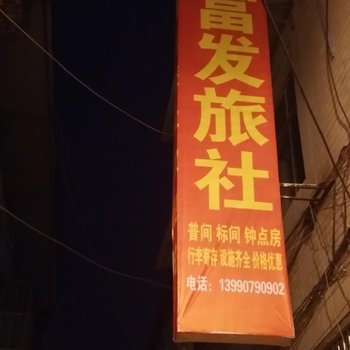 富发旅社
普间 标间 钟点房
行李寄存 设施齐全 价格优惠
电话：13990790902